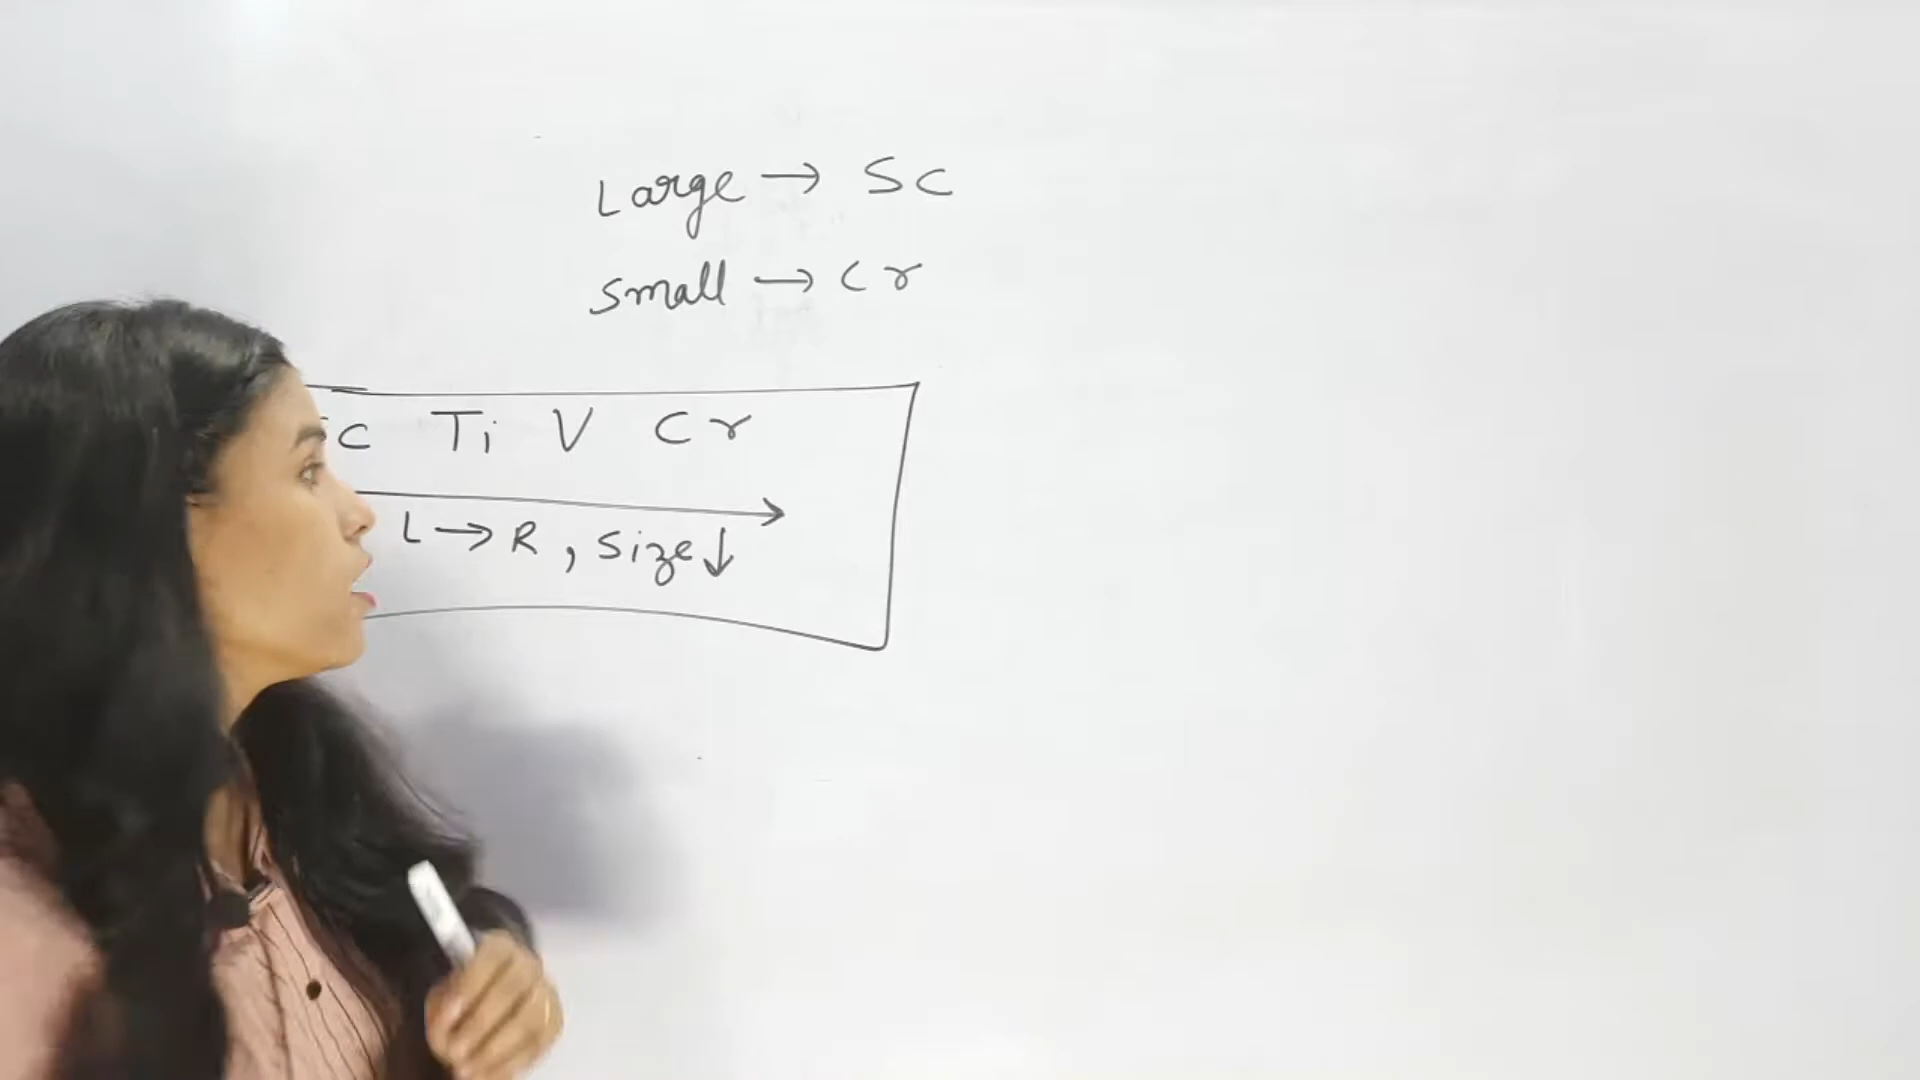 Large → Sc
Small → Cr
c Ti V Cr
L → R, Size ↓